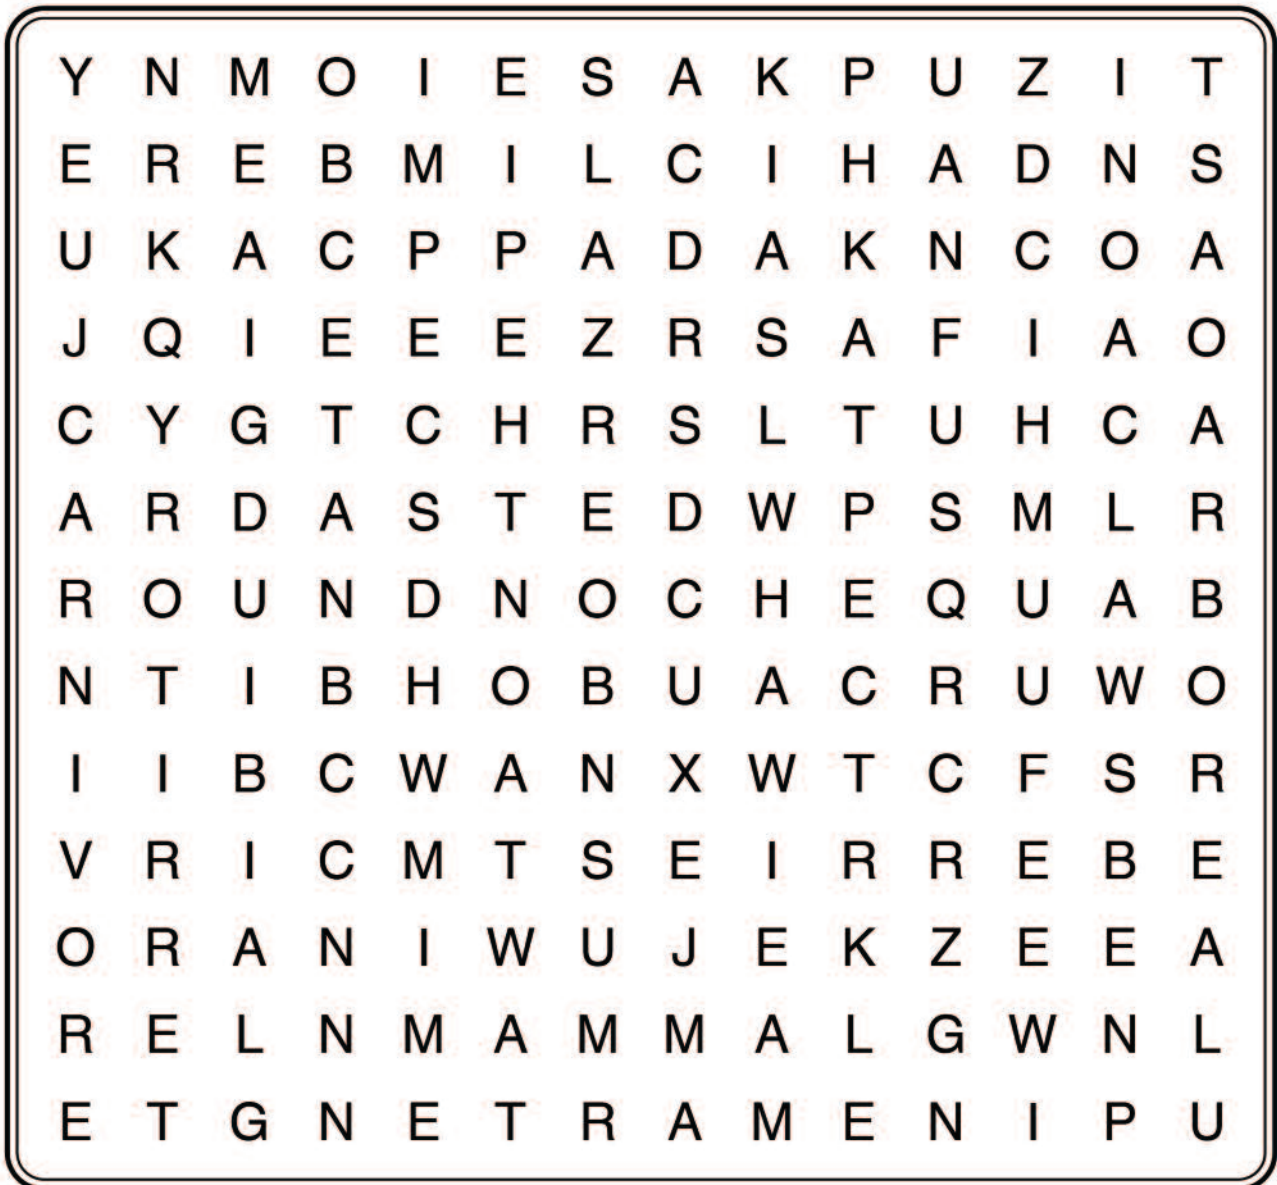 Y N M O I E S A K P U Z I T
E R E B M I L C I H A D N S
U K A C P P A D A K N C O A
J Q I E E E Z R S A F I A O
C Y G T C H R S L T U H C A
A R D A S T E D W P S M L R
R O U N D N O C H E Q U A B
N T I B H O B U A C R U W O
I I B C W A N X W T C F S R
V R I C M T S E I R R E B E
O R A N I W U J E K Z E E A
R E L N M A M M A L G W N L
E T G N E T R A M E N I P U